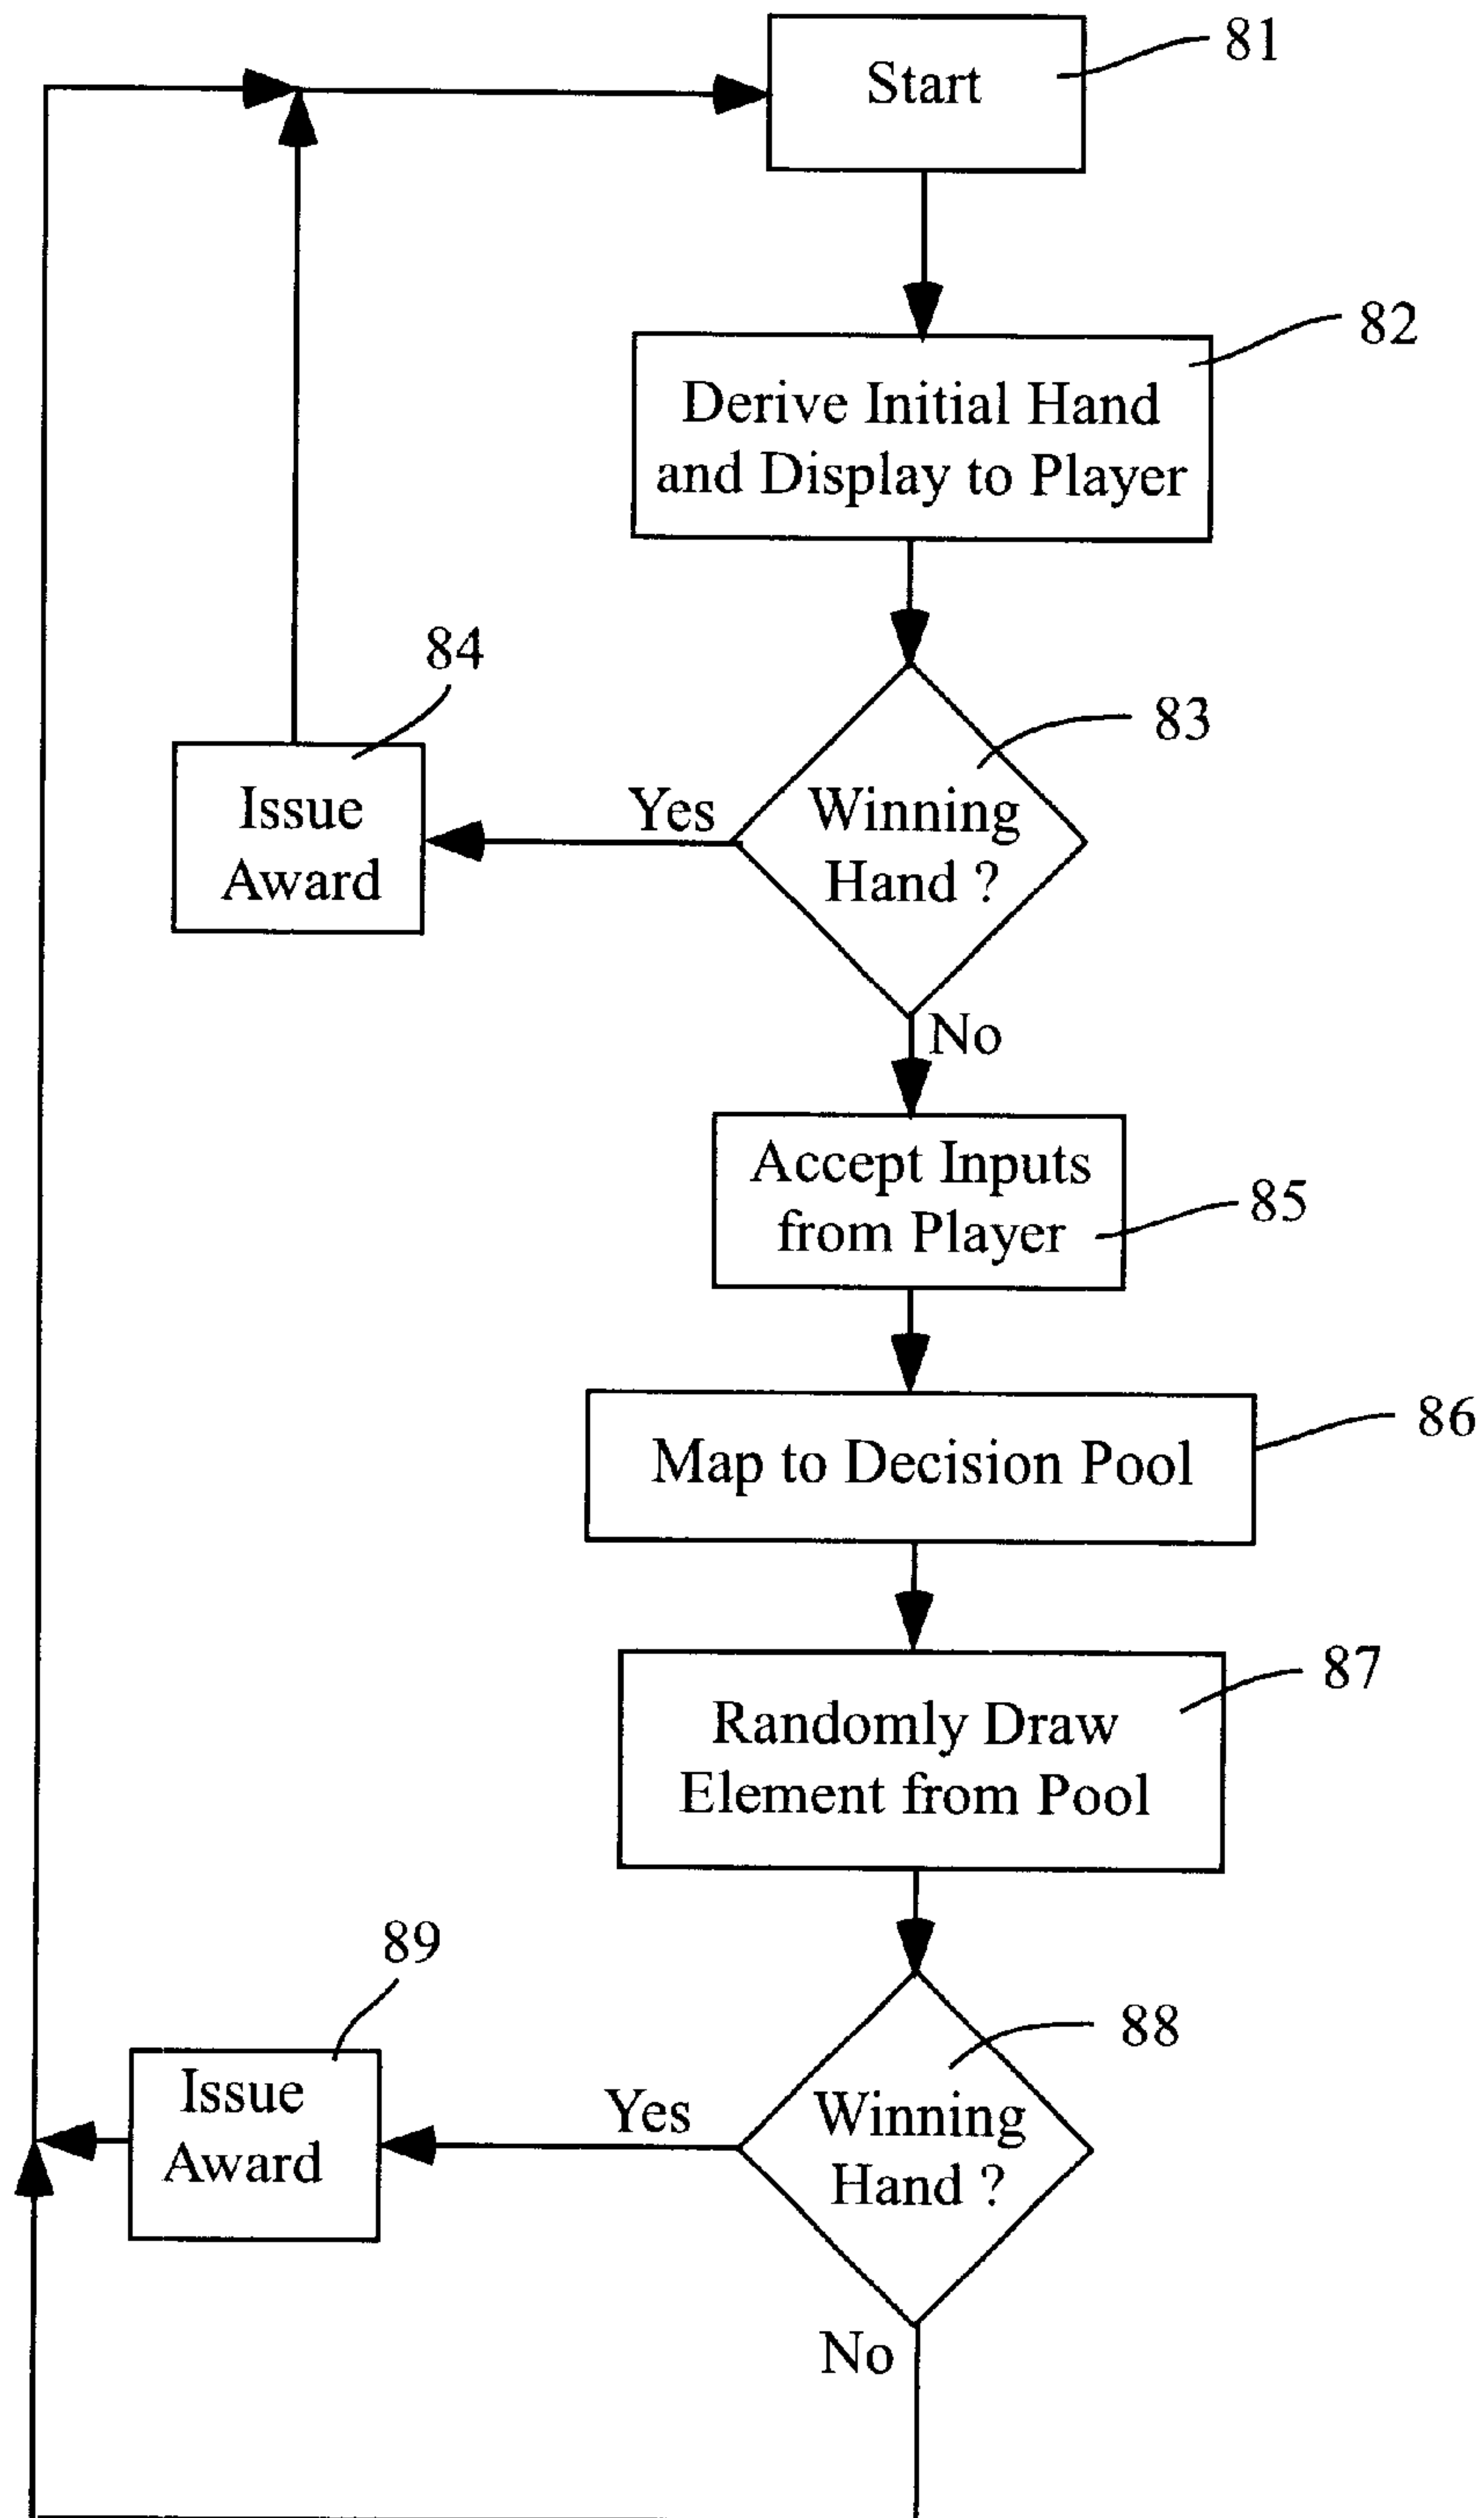 81
Start
82
Derive Initial Hand
and Display to Player
84
83
Issue
Award
Yes
Winning
Hand ?
No
Accept Inputs
from Player
85
86
Map to Decision Pool
87
Randomly Draw
Element from Pool
89
88
Issue
Award
Yes
Winning
Hand ?
No